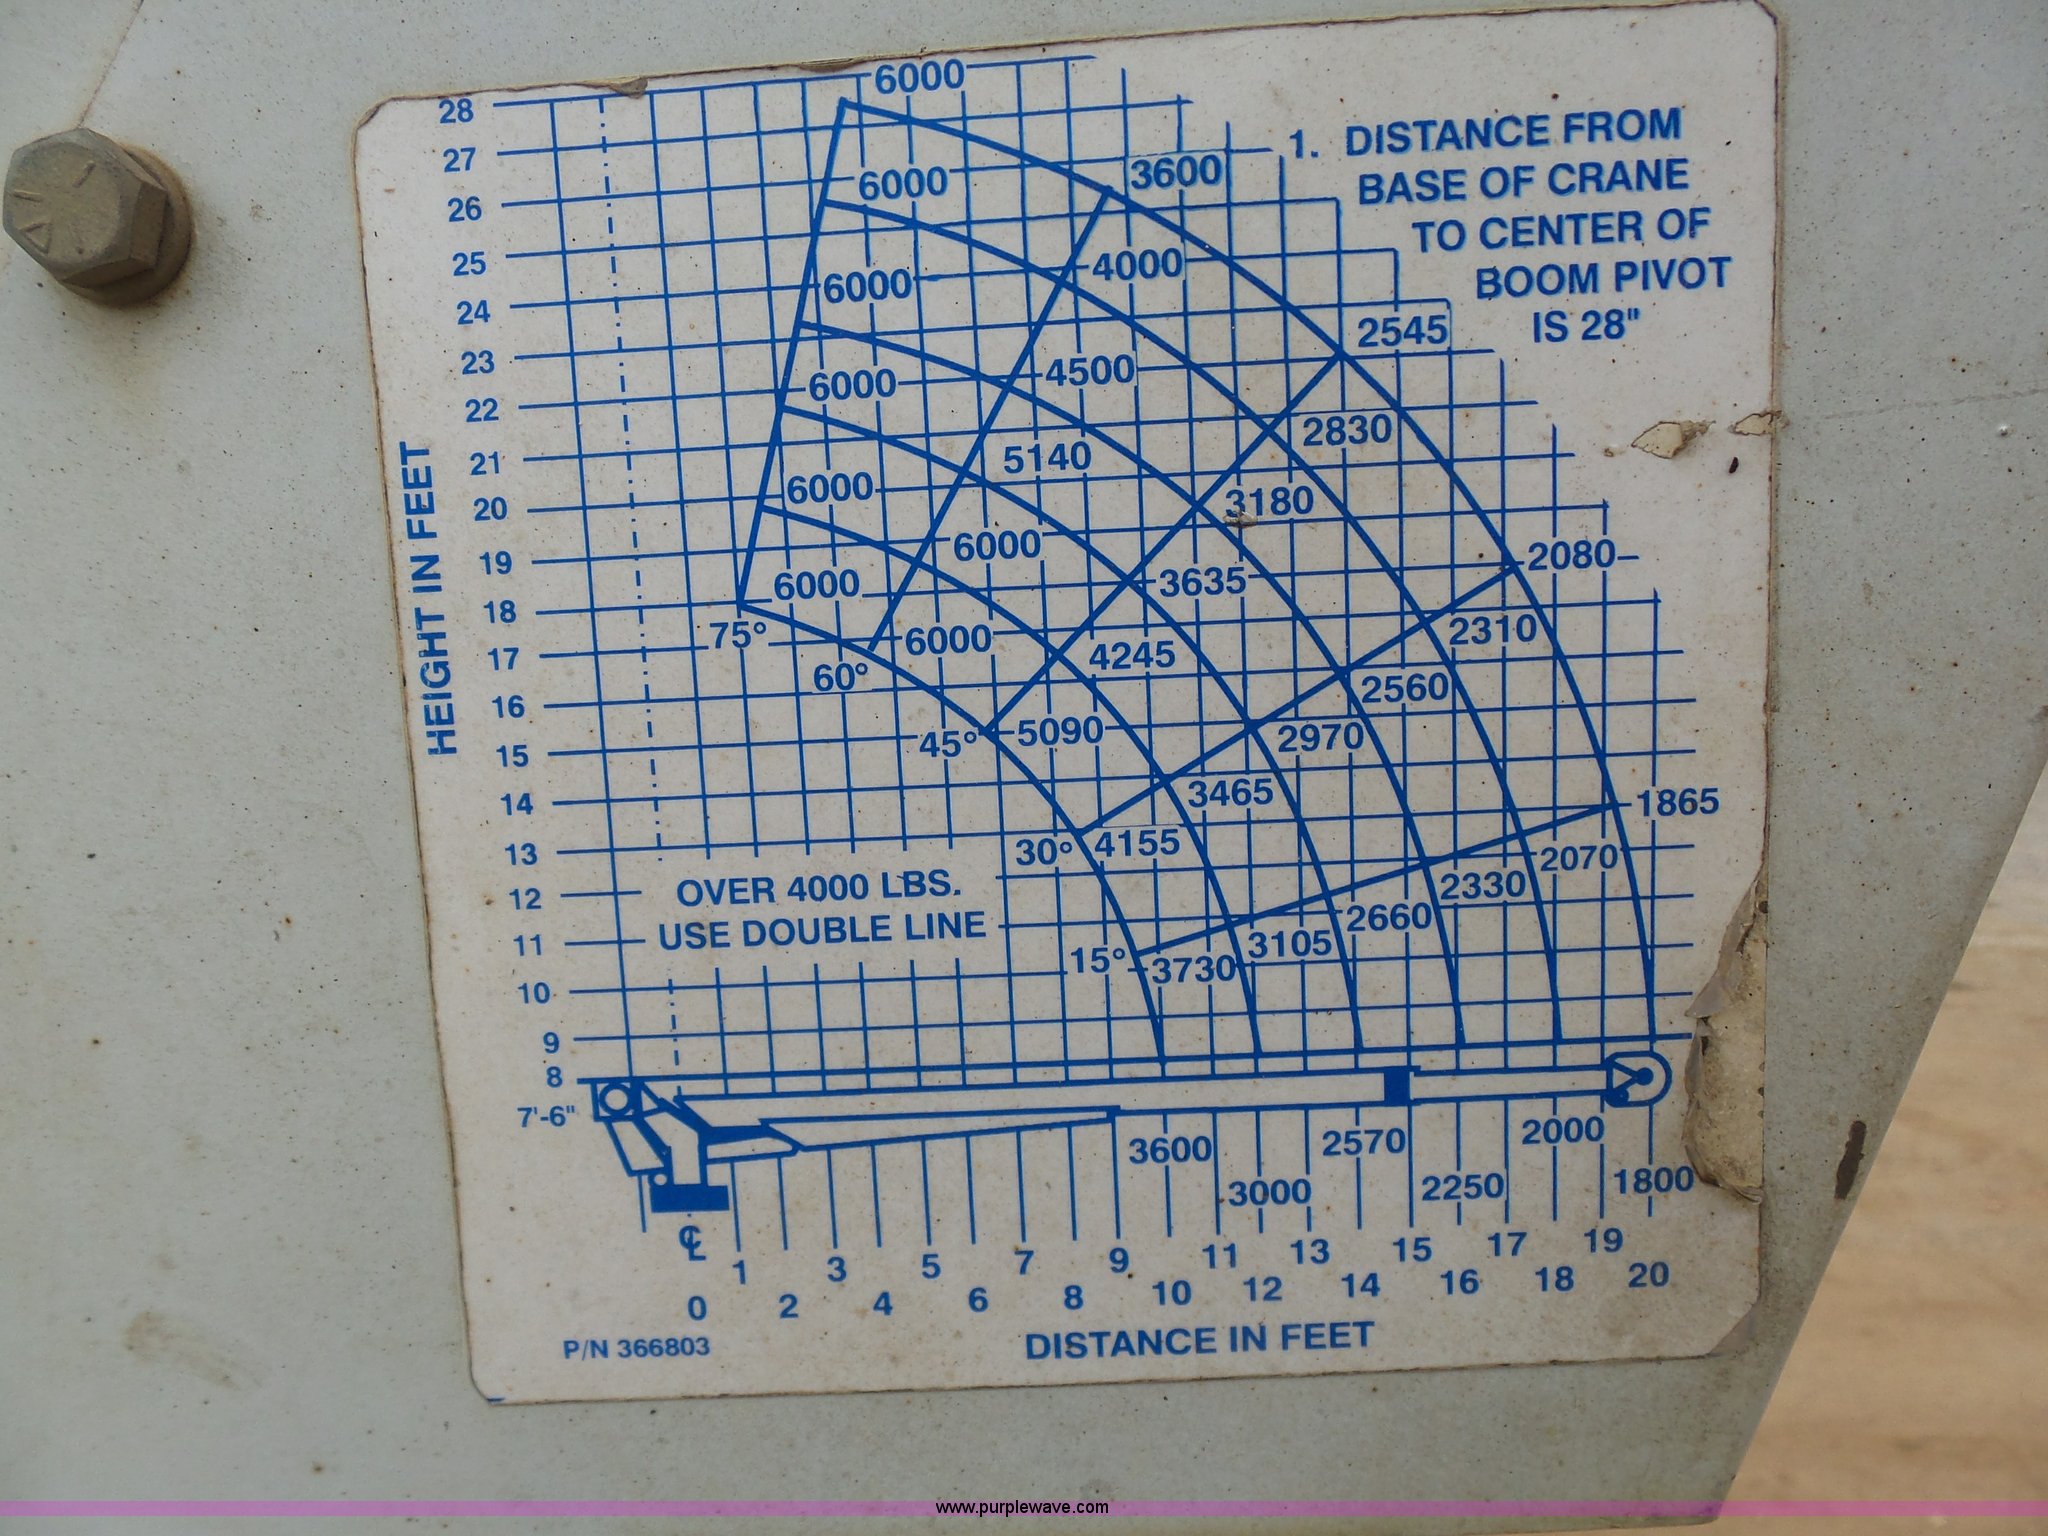 28
27
26
25
24
23
22
21
20
19
18
17
16
15
14
13
12
11
10
9
8
7'-6"
HEIGHT IN FEET
6000
6000 3600
6000 4000
6000 4500 2545
6000 5140 2830
6000 6000 3180
6000 3635 2080
4245 2310
5090 2560
2970
3465 1865
4155 2070
2330
2660
3105
3730
75°
60°
45°
30°
15°
1. DISTANCE FROM
BASE OF CRANE
TO CENTER OF
BOOM PIVOT
IS 28"
OVER 4000 LBS.
USE DOUBLE LINE
3600 2570 2000
3000 2250 1800
℄
1 3 5 7 9 11 13 15 17 19
0 2 4 6 8 10 12 14 16 18 20
P/N 366803
DISTANCE IN FEET
www.purplewave.com